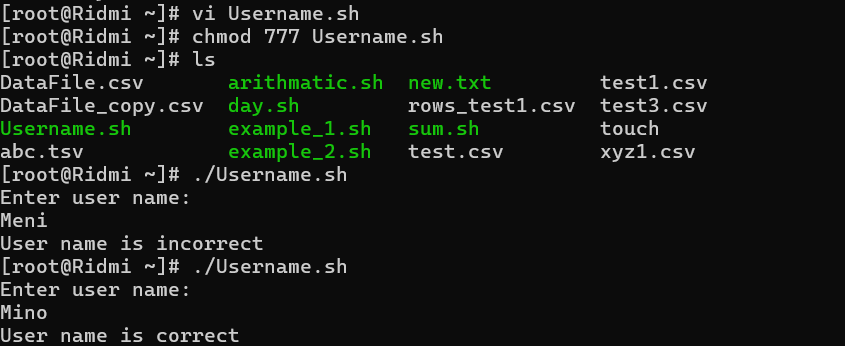 [root@Ridmi ~]# vi Username.sh
[root@Ridmi ~]# chmod 777 Username.sh
[root@Ridmi ~]# ls
DataFile.csv       arithmatic.sh  new.txt         test1.csv
DataFile_copy.csv  day.sh         rows_test1.csv  test3.csv
Username.sh        example_1.sh   sum.sh          touch
abc.tsv            example_2.sh   test.csv        xyz1.csv
[root@Ridmi ~]# ./Username.sh
Enter user name:
Meni
User name is incorrect
[root@Ridmi ~]# ./Username.sh
Enter user name:
Mino
User name is correct